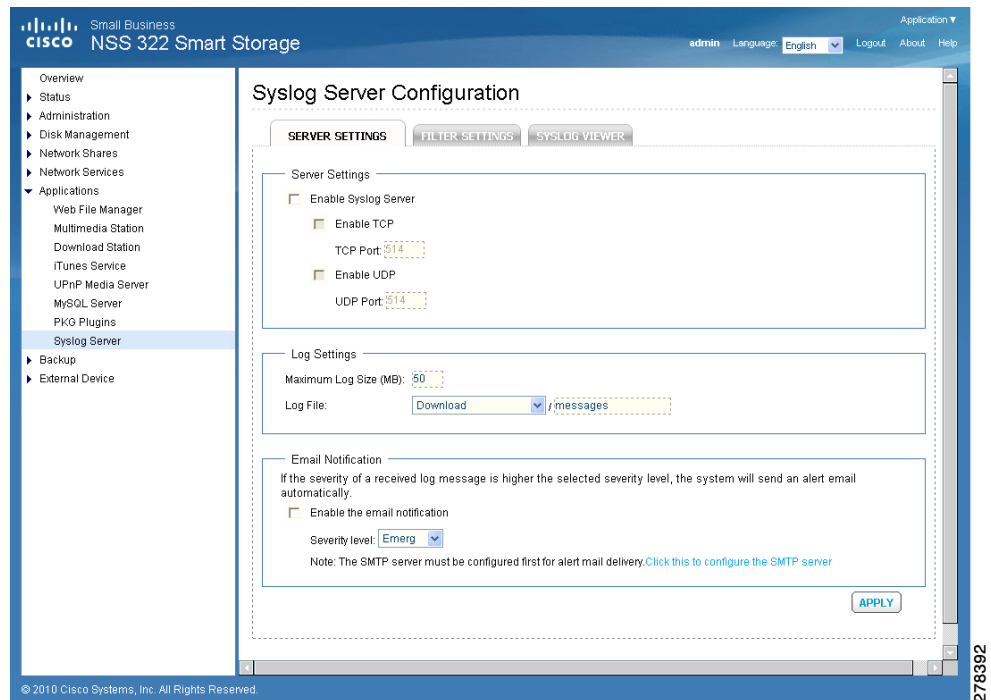 Small Business
cisco NSS 322 Smart Storage
Application ▼
admin Language: English Logout About Help
Overview
Status
Administration
Disk Management
Network Shares
Network Services
Applications
Web File Manager
Multimedia Station
Download Station
iTunes Service
UPnP Media Server
MySQL Server
PKG Plugins
Syslog Server
Backup
External Device
Syslog Server Configuration
SERVER SETTINGS FILTER SETTINGS SYSLOG VIEWER
Server Settings
Enable Syslog Server
Enable TCP
TCP Port: 514
Enable UDP
UDP Port: 514
Log Settings
Maximum Log Size (MB): 50
Log File: Download / messages
Email Notification
If the severity of a received log message is higher the selected severity level, the system will send an alert email
automatically.
Enable the email notification
Severity level: Emerg
Note: The SMTP server must be configured first for alert mail delivery.Click this to configure the SMTP server
APPLY
© 2010 Cisco Systems, Inc. All Rights Reserved.
278392